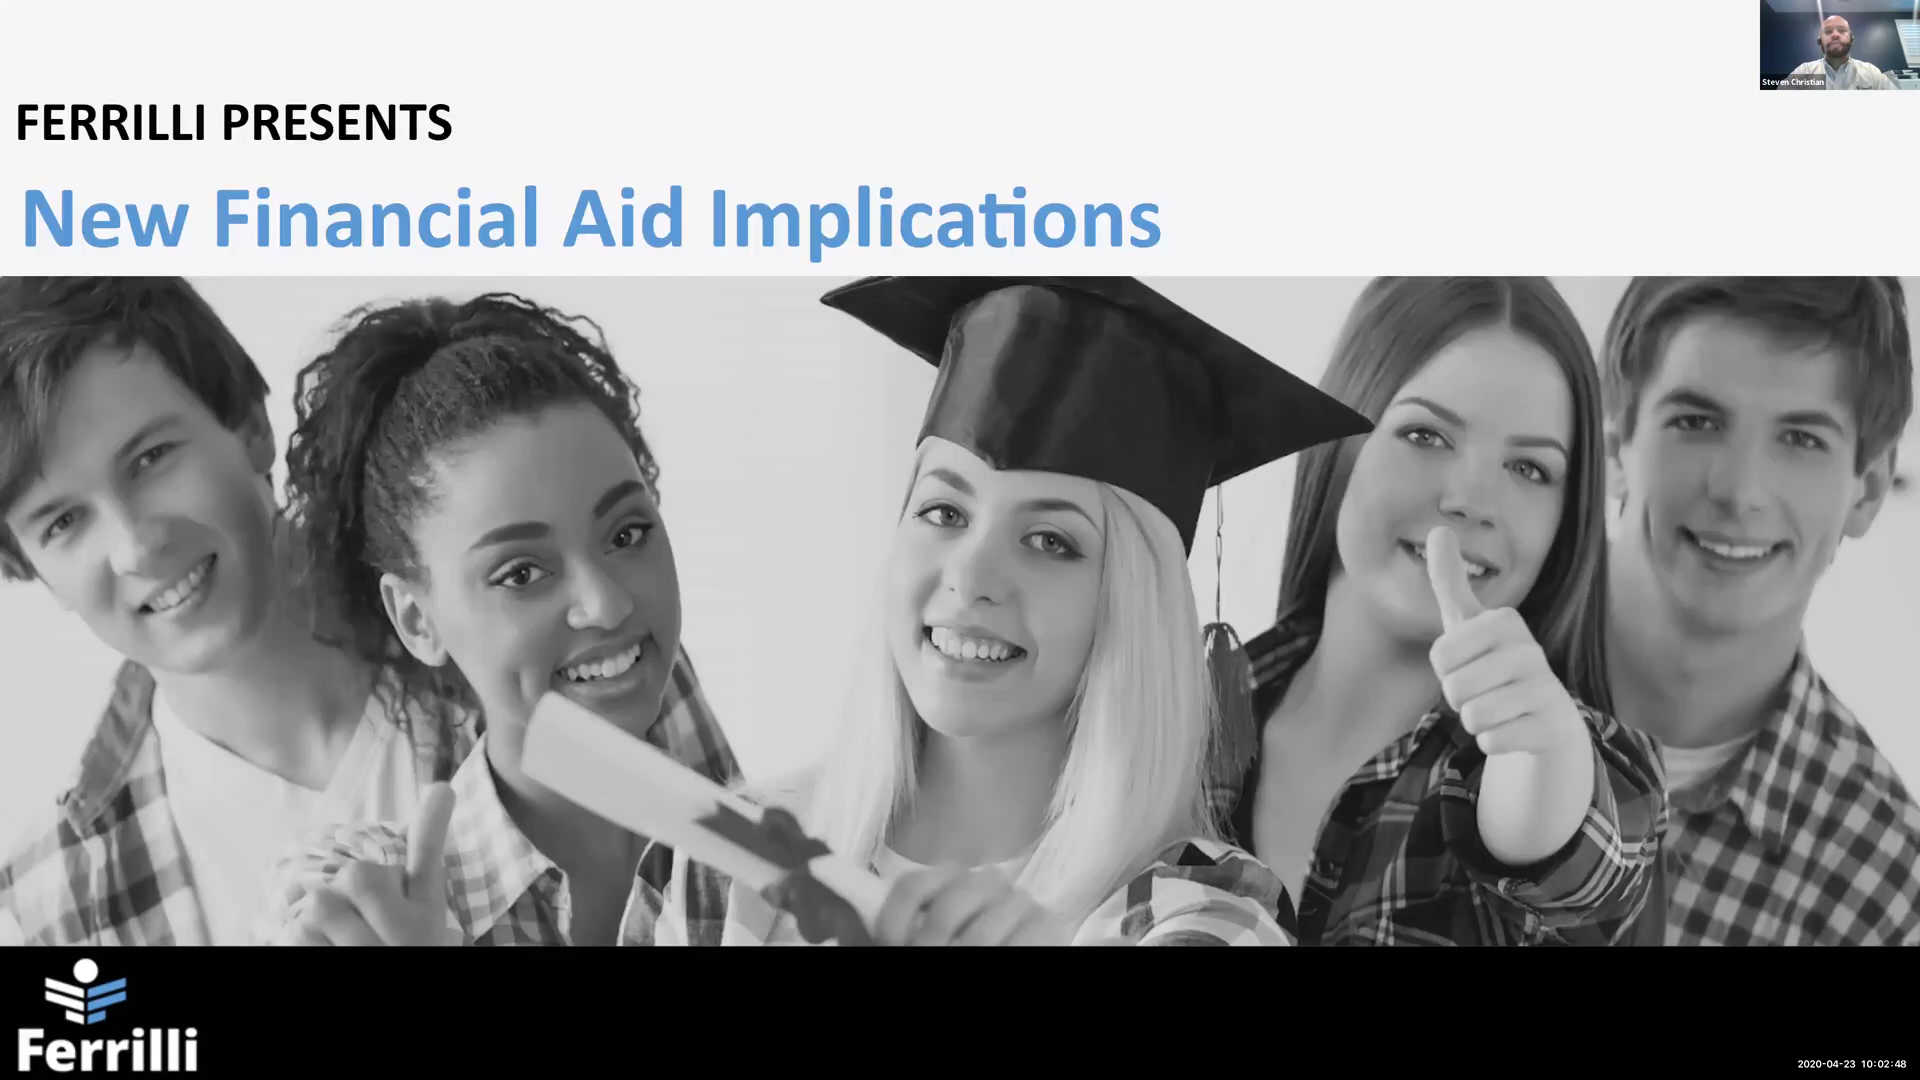 Steven Christian
FERRILLI PRESENTS
New Financial Aid Implications
Ferrilli
2020-04-23 10:02:48